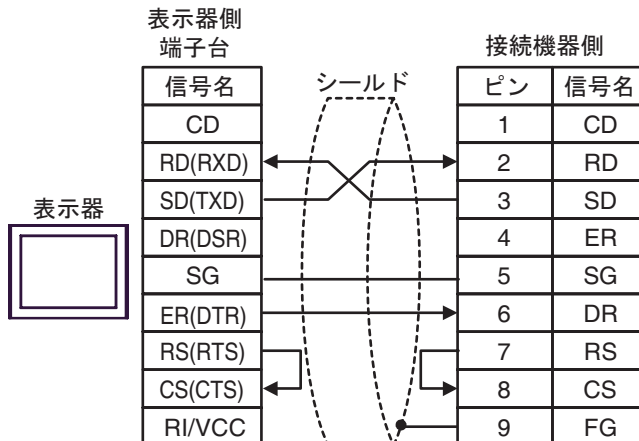 表示器側
端子台
接続機器側
信号名 シールド ピン 信号名
CD 1 CD
RD(RXD) 2 RD
SD(TXD) 3 SD
表示器
DR(DSR) 4 ER
SG 5 SG
ER(DTR) 6 DR
RS(RTS) 7 RS
CS(CTS) 8 CS
RI/VCC 9 FG